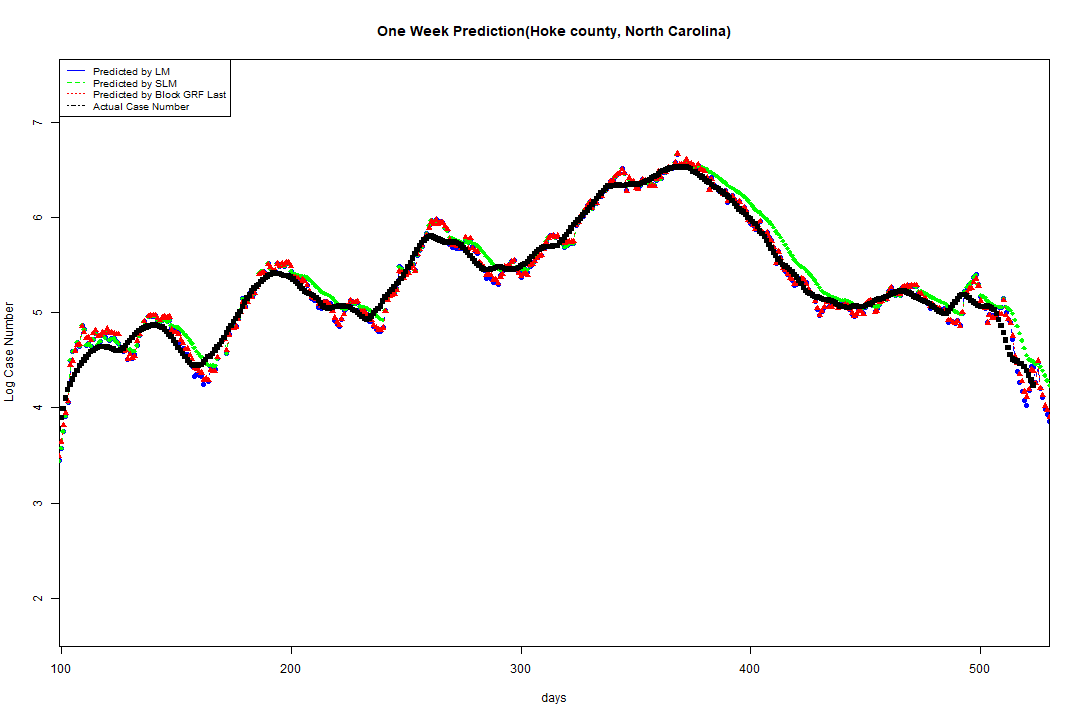 One Week Prediction(Hoke county, North Carolina)
Predicted by LM
Predicted by SLM
Predicted by Block GRF Last
Actual Case Number
Log Case Number
7
6
5
4
3
2
100 200 300 400 500
days